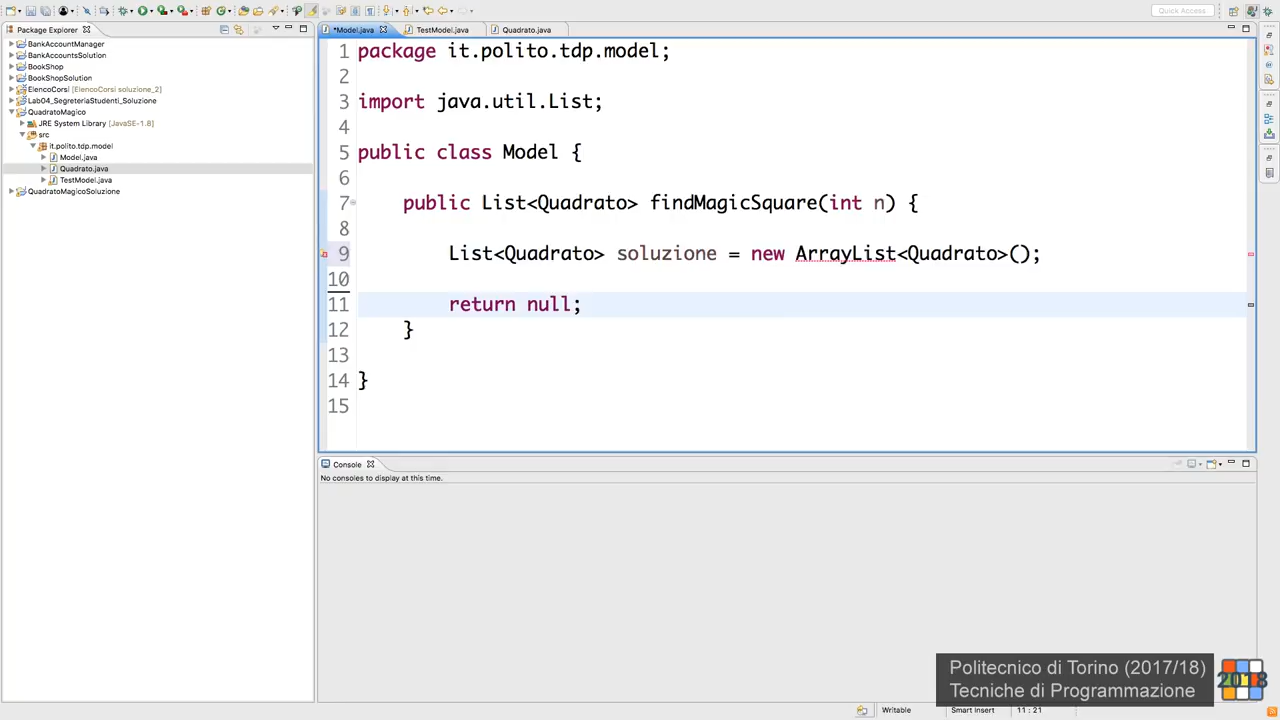 Quick Access
Package Explorer
BankAccountManager
BankAccountsSolution
BookShop
BookShopSolution
ElencoCorsi [ElencoCorsi soluzione_2]
Lab04_SegreteriaStudenti_Soluzione
QuadratoMagico
JRE System Library [JavaSE-1.8]
src
it.polito.tdp.model
Model.java
Quadrato.java
TestModel.java
QuadratoMagicoSoluzione
*Model.java TestModel.java Quadrato.java
1 package it.polito.tdp.model;
2
3 import java.util.List;
4
5 public class Model {
6
7 public List<Quadrato> findMagicSquare(int n) {
8
9 List<Quadrato> soluzione = new ArrayList<Quadrato>();
10
11 return null;
12 }
13
14 }
15
Console
No consoles to display at this time.
Politecnico di Torino (2017/18)
Tecniche di Programmazione
2018
Writable Smart Insert 11 : 21